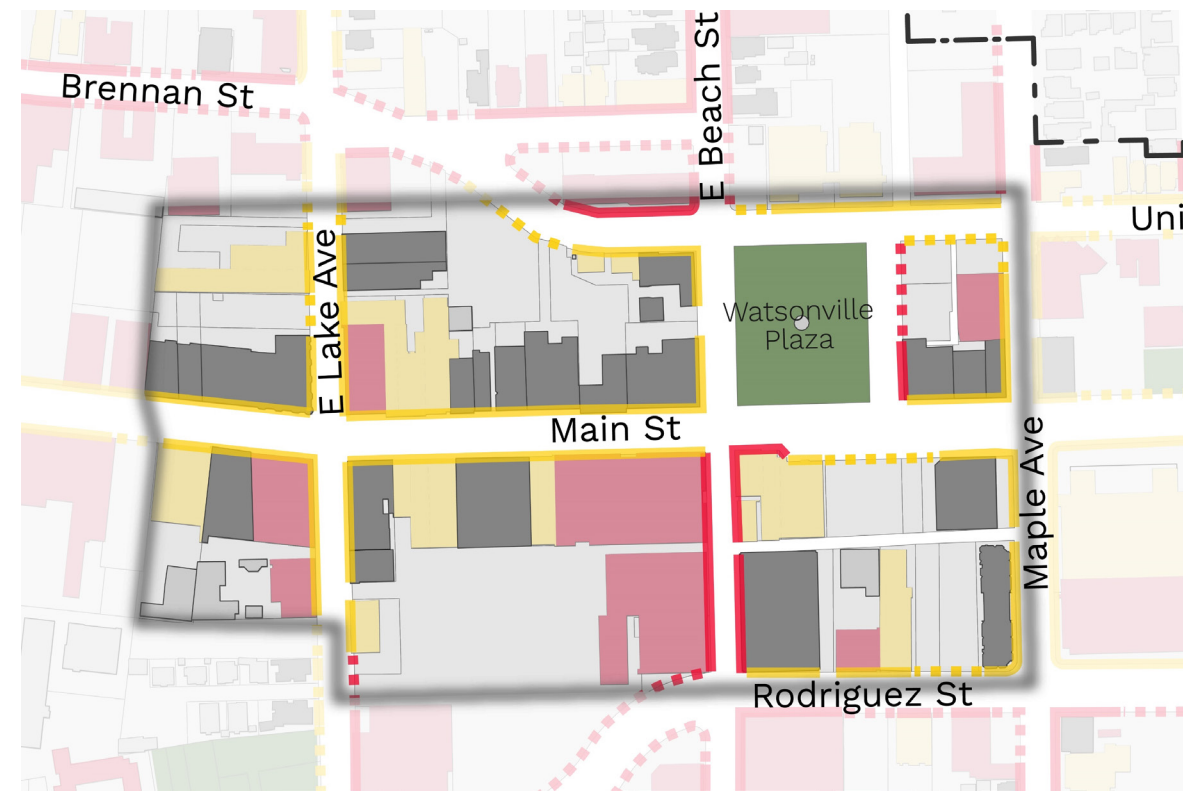 Brennan St
E Beach St
Uni
E Lake Ave
Watsonville
Plaza
Main St
Maple Ave
Rodriguez St